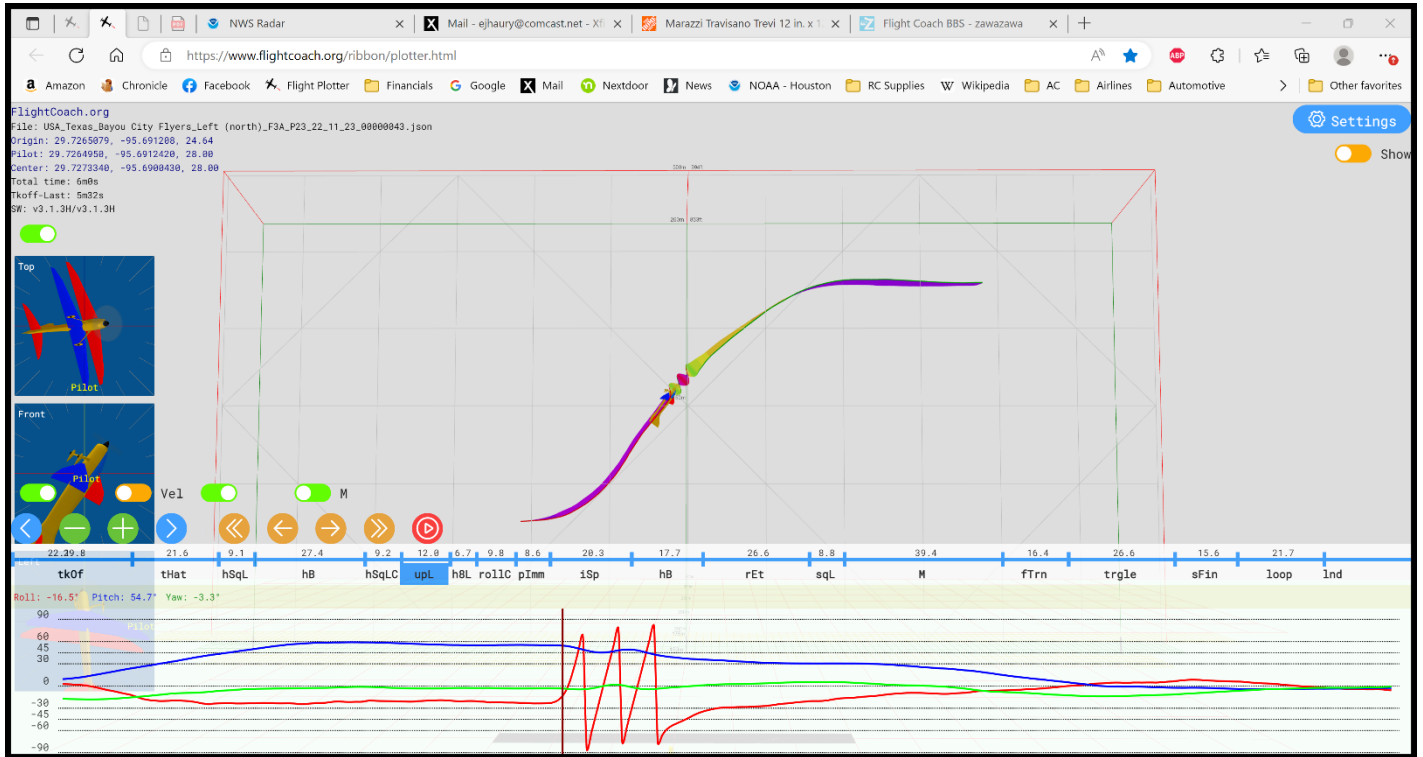 NWS Radar
Mail - ejhaury@comcast.net - Xfi
Marazzi Travisano Trevi 12 in. x 1
Flight Coach BBS - zawazawa
https://www.flightcoach.org/ribbon/plotter.html
Amazon Chronicle Facebook Flight Plotter Financials Google Mail Nextdoor News NOAA - Houston RC Supplies Wikipedia AC Airlines Automotive Other favorites
FlightCoach.org
File: USA_Texas_Bayou City Flyers_Left (north)_F3A_P23_22_11_23_00000043.json
Origin: 29.7265079, -95.691208, 24.64
Pilot: 29.7264950, -95.6912420, 28.00
Center: 29.7273340, -95.6900430, 28.00
Total time: 6m0s
Tkoff-Last: 5m32s
SW: v3.1.3H/v3.1.3H
Settings
Show
Top
Pilot
Front
Pilot
Vel
M
21.6 9.1 27.4 9.2 12.0 6.7 9.8 8.6 20.3 17.7 26.6 8.8 39.4 16.4 26.6 15.6 21.7
Left
tkOf tHat hSqL hB hSqLC upL h8L rollC pImm iSp hB rEt sqL M fTrn trgle sFin loop lnd
Roll: -16.5° Pitch: 54.7° Yaw: -3.3°
Pilot
90
60
45
30
0
-30
-45
-60
-90